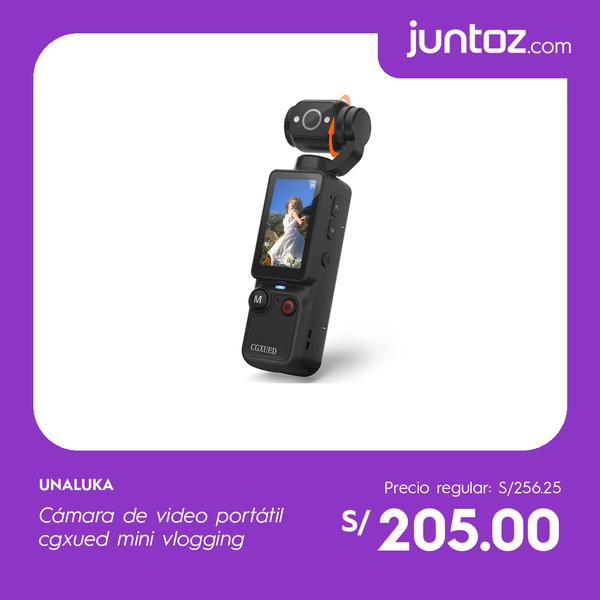 juntoz.com
M
CGXUED
UNALUKA
Cámara de video portátil
cgxued mini vlogging
Precio regular: S/256.25
S/ 205.00